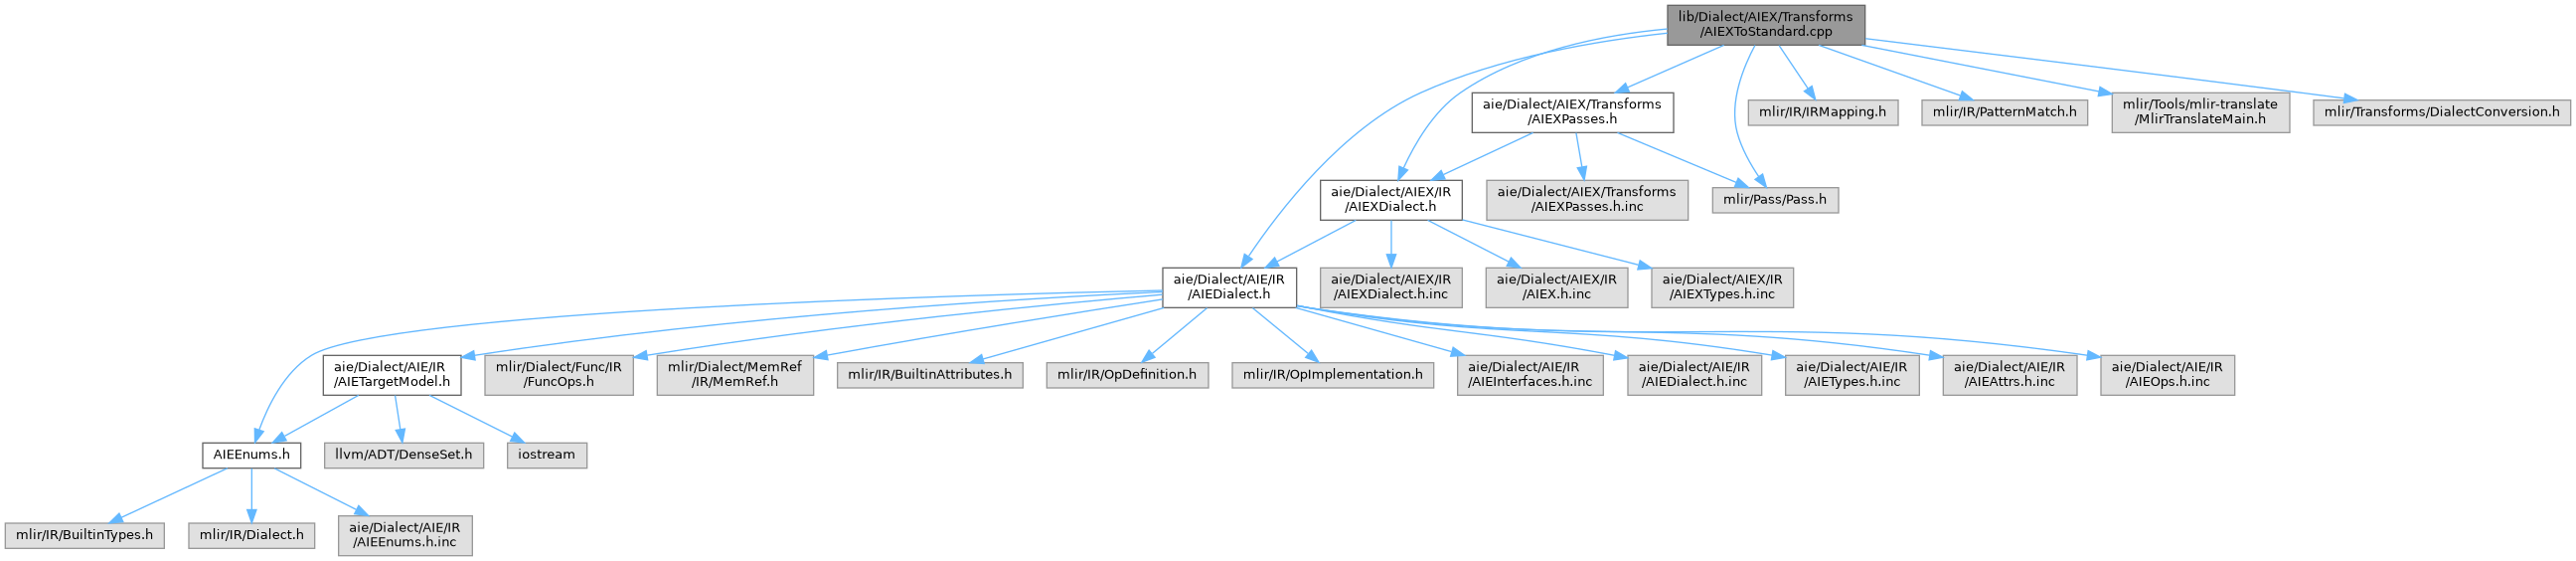 lib/Dialect/AIEX/Transforms
/AIEXToStandard.cpp
aie/Dialect/AIEX/Transforms
/AIEXPasses.h
mlir/IR/IRMapping.h
mlir/IR/PatternMatch.h
mlir/Tools/mlir-translate
/MlirTranslateMain.h
mlir/Transforms/DialectConversion.h
aie/Dialect/AIEX/IR
/AIEXDialect.h
aie/Dialect/AIEX/Transforms
/AIEXPasses.h.inc
mlir/Pass/Pass.h
aie/Dialect/AIE/IR
/AIEDialect.h
aie/Dialect/AIEX/IR
/AIEXDialect.h.inc
aie/Dialect/AIEX/IR
/AIEX.h.inc
aie/Dialect/AIEX/IR
/AIEXTypes.h.inc
aie/Dialect/AIE/IR
/AIETargetModel.h
mlir/Dialect/Func/IR
/FuncOps.h
mlir/Dialect/MemRef
/IR/MemRef.h
mlir/IR/BuiltinAttributes.h
mlir/IR/OpDefinition.h
mlir/IR/OpImplementation.h
aie/Dialect/AIE/IR
/AIEInterfaces.h.inc
aie/Dialect/AIE/IR
/AIEDialect.h.inc
aie/Dialect/AIE/IR
/AIETypes.h.inc
aie/Dialect/AIE/IR
/AIEAttrs.h.inc
aie/Dialect/AIE/IR
/AIEOps.h.inc
AIEEnums.h
llvm/ADT/DenseSet.h
iostream
mlir/IR/BuiltinTypes.h
mlir/IR/Dialect.h
aie/Dialect/AIE/IR
/AIEEnums.h.inc